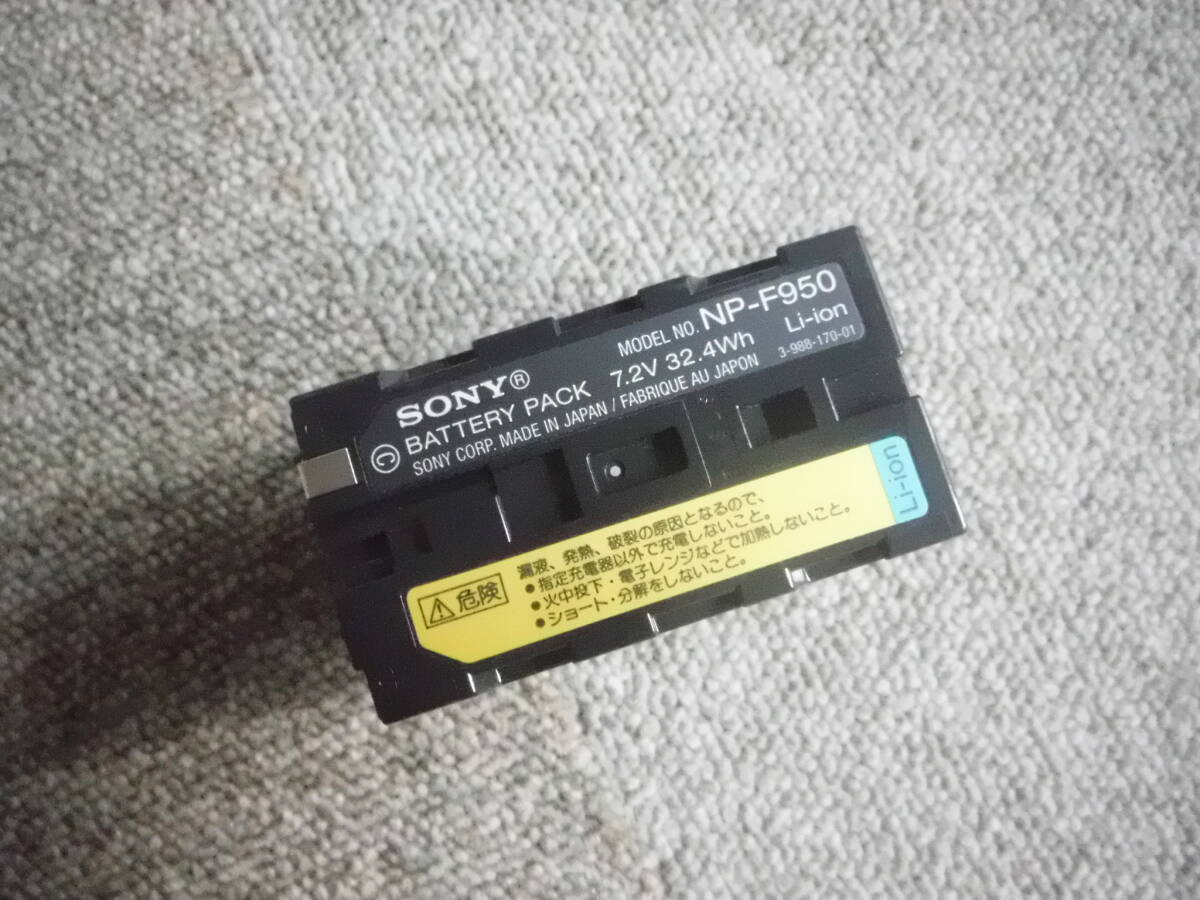 SONY®
MODEL NO. NP-F950
BATTERY PACK 7.2V 32.4Wh Li-ion
SONY CORP. MADE IN JAPAN / FABRIQUE AU JAPON 3-988-170-01
C
Li-ion
⚠危険
漏液、発熱、破裂の原因となるので、
●指定充電器以外で充電しないこと。
●火中投下・電子レンジなどで加熱しないこと。
●ショート・分解をしないこと。